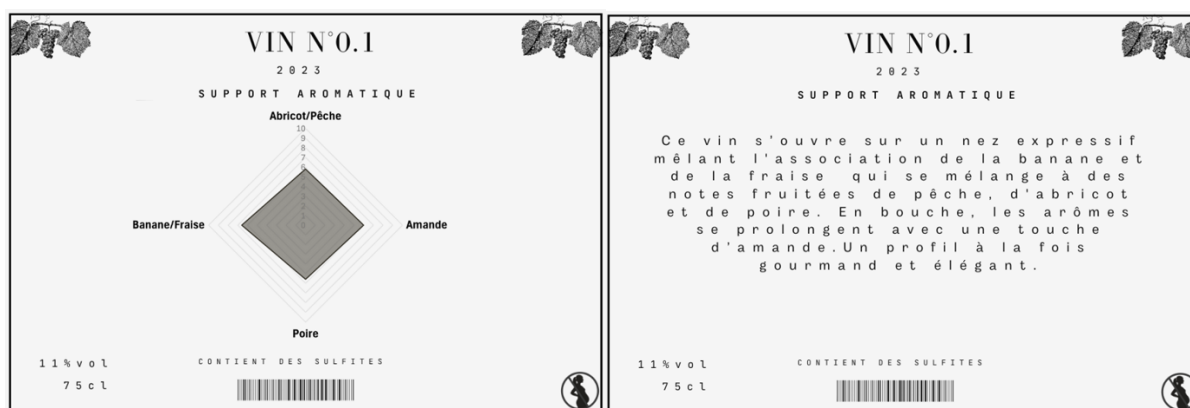 VIN N°0.1
2023
SUPPORT AROMATIQUE
Abricot/Pêche
10
9
8
7
6
5
4
3
2
1
0
Banane/Fraise
Amande
Poire
11%vol
CONTIENT DES SULFITES
75cl
VIN N°0.1
2023
SUPPORT AROMATIQUE
Ce vin s'ouvre sur un nez expressif
mêlant l'association de la banane et
de la fraise qui se mélange à des
notes fruitées de pêche, d'abricot
et de poire. En bouche, les arômes
se prolongent avec une touche
d'amande.Un profil à la fois
gourmand et élégant.
11%vol
CONTIENT DES SULFITES
75cl